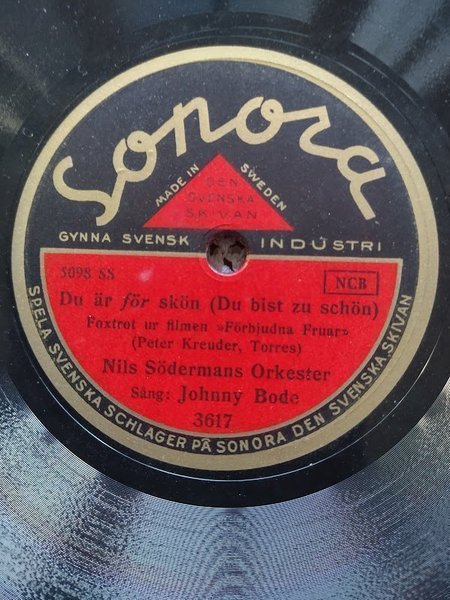 Sonora
MADE IN SWEDEN
DEN
SVENSKA
SKIVAN
GYNNA SVENSK INDUSTRI
5098 SS
NCB
Du är för skön (Du bist zu schön)
Foxtrot ur filmen »Förbjudna Fruar»
(Peter Kreuder, Torres)
Nils Södermans Orkester
Sång: Johnny Bode
3617
SPELA SVENSKA SCHLAGER PÅ SONORA DEN SVENSKA SKIVAN